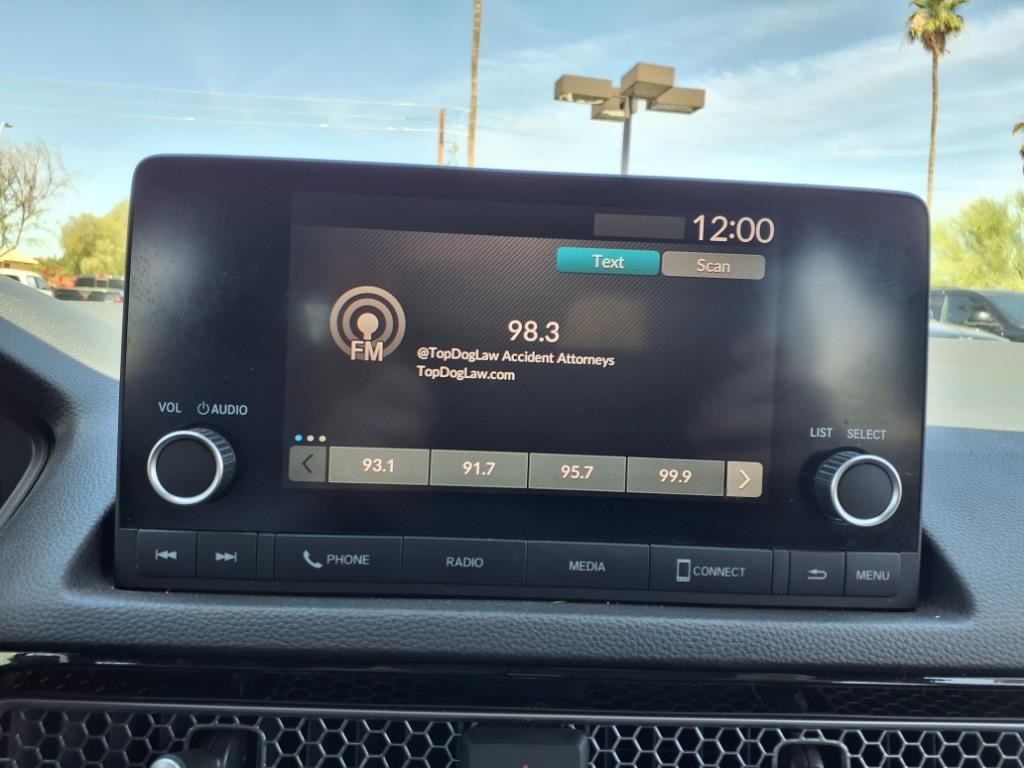 12:00
Text Scan
98.3
FM
@TopDogLaw Accident Attorneys
TopDogLaw.com
VOL AUDIO
LIST SELECT
93.1 91.7 95.7 99.9
PHONE RADIO MEDIA CONNECT MENU